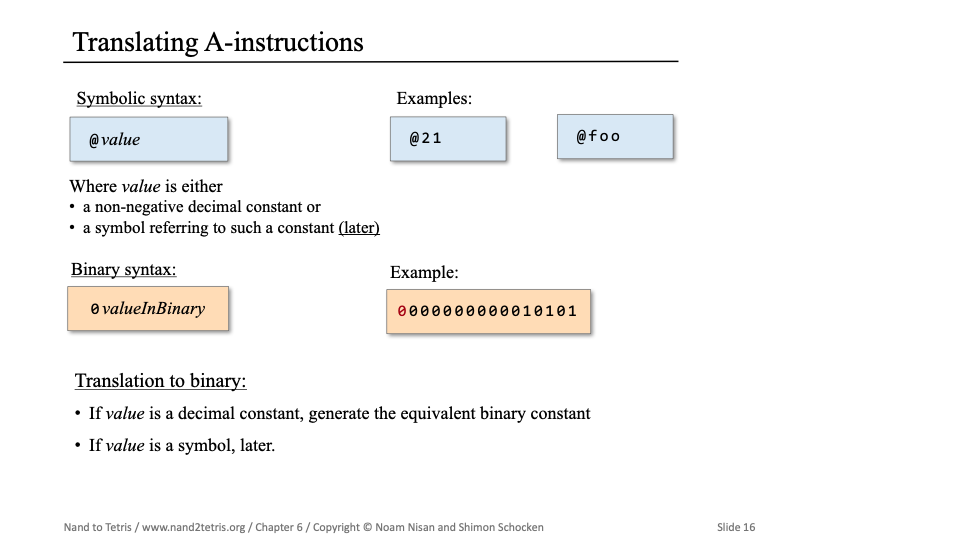 Translating A-instructions
Symbolic syntax:
Examples:
@value
@21
@foo
Where value is either
• a non-negative decimal constant or
• a symbol referring to such a constant (later)
Binary syntax:
Example:
0 valueInBinary
0000000000010101
Translation to binary:
• If value is a decimal constant, generate the equivalent binary constant
• If value is a symbol, later.
Nand to Tetris / www.nand2tetris.org / Chapter 6 / Copyright © Noam Nisan and Shimon Schocken
Slide 16